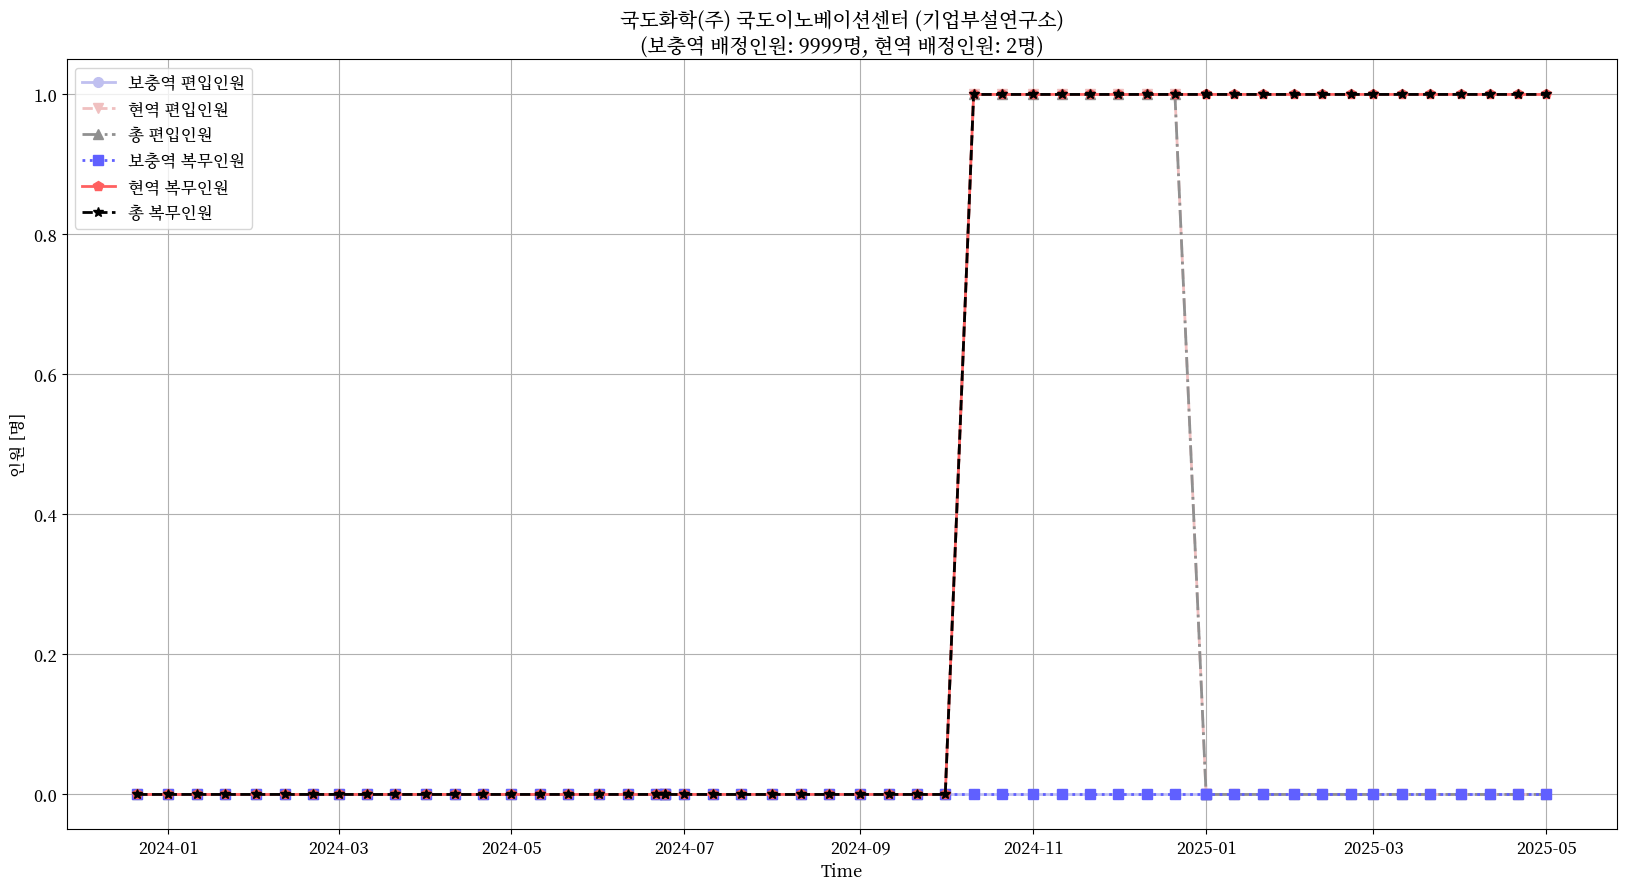 국도화학(주) 국도이노베이션센터 (기업부설연구소)
(보충역 배정인원: 9999명, 현역 배정인원: 2명)
보충역 편입인원
현역 편입인원
총 편입인원
보충역 복무인원
현역 복무인원
총 복무인원
인원 [명]
1.0
0.8
0.6
0.4
0.2
0.0
2024-01
2024-03
2024-05
2024-07
2024-09
2024-11
2025-01
2025-03
2025-05
Time